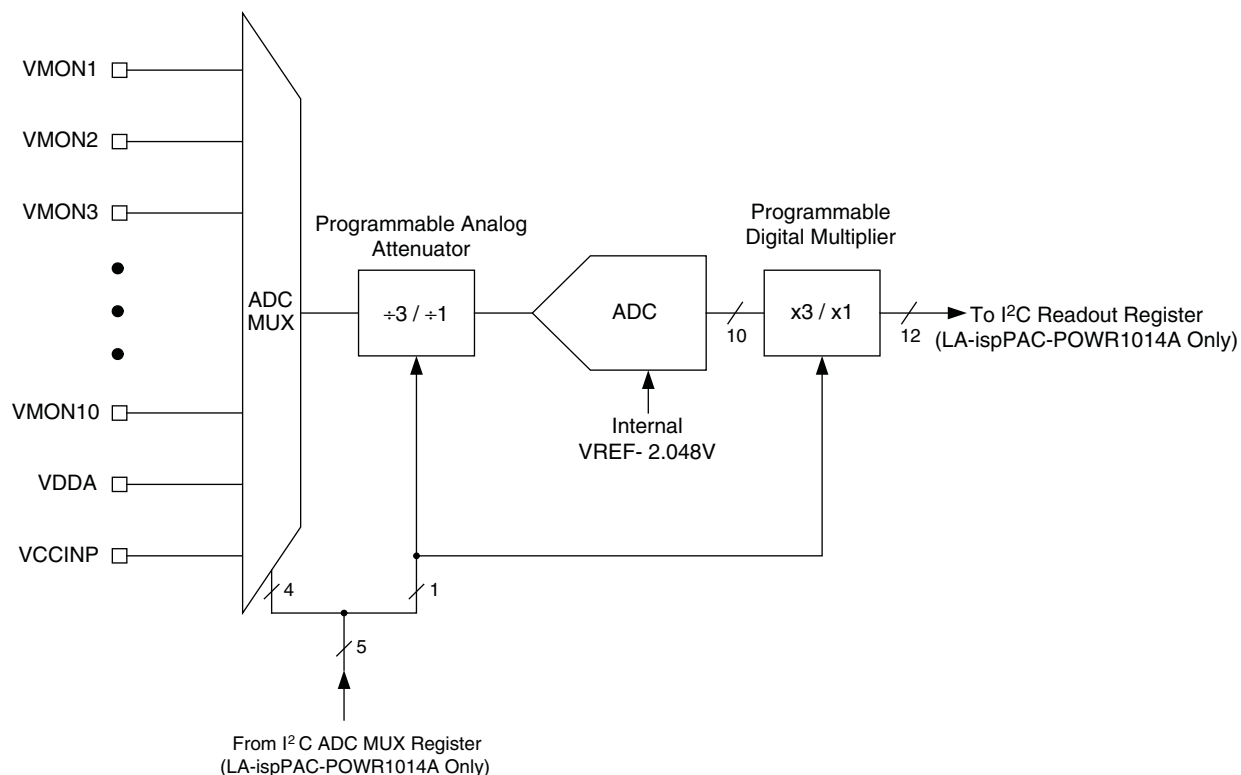 VMON1
VMON2
VMON3
VMON10
VDDA
VCCINP
ADC
MUX
Programmable Analog
Attenuator
÷3 / ÷1
ADC
Internal
VREF- 2.048V
10
Programmable
Digital Multiplier
x3 / x1
12
To I²C Readout Register
(LA-ispPAC-POWR1014A Only)
4
1
5
From I² C ADC MUX Register
(LA-ispPAC-POWR1014A Only)